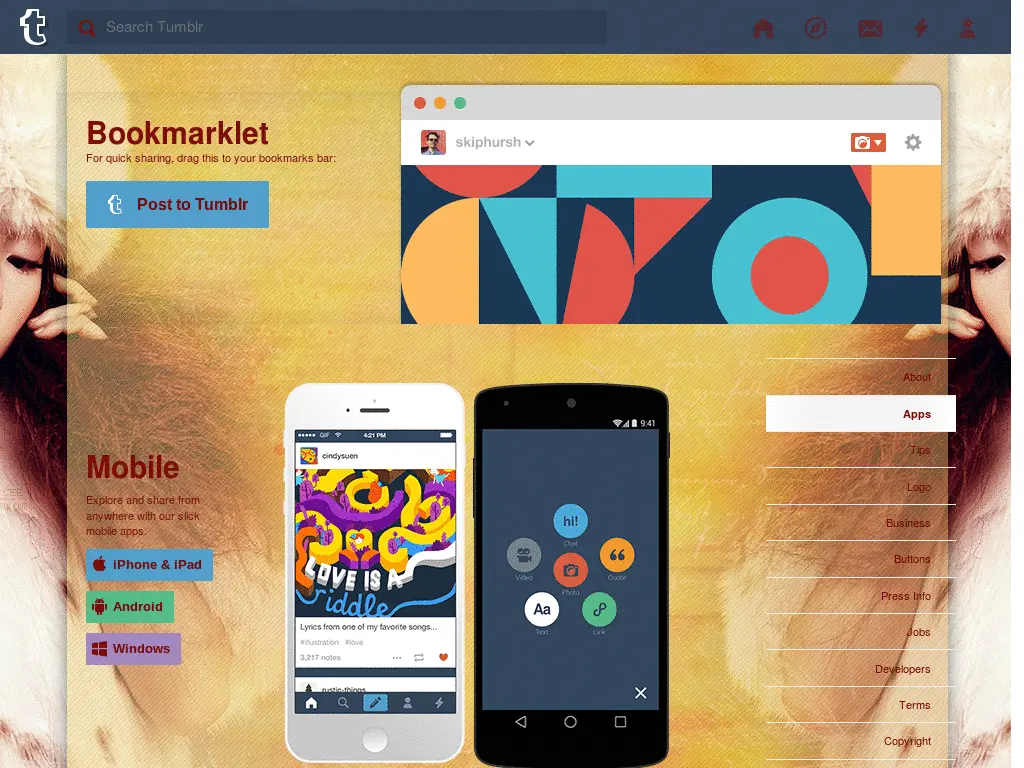 Search Tumblr
Bookmarklet
For quick sharing, drag this to your bookmarks bar:
Post to Tumblr
skiphursh
Mobile
Explore and share from
anywhere with our slick
mobile apps.
iPhone & iPad
Android
Windows
GIF
4:21 PM
cindysuen
LOVE IS A
riddle
Lyrics from one of my favorite songs...
#illustration #love
3,217 notes
rustic-things
9:41
hi!
Chat
Video
Photo
Quote
Aa
Text
Link
About
Apps
Tips
Logo
Business
Buttons
Press Info
Jobs
Developers
Terms
Copyright